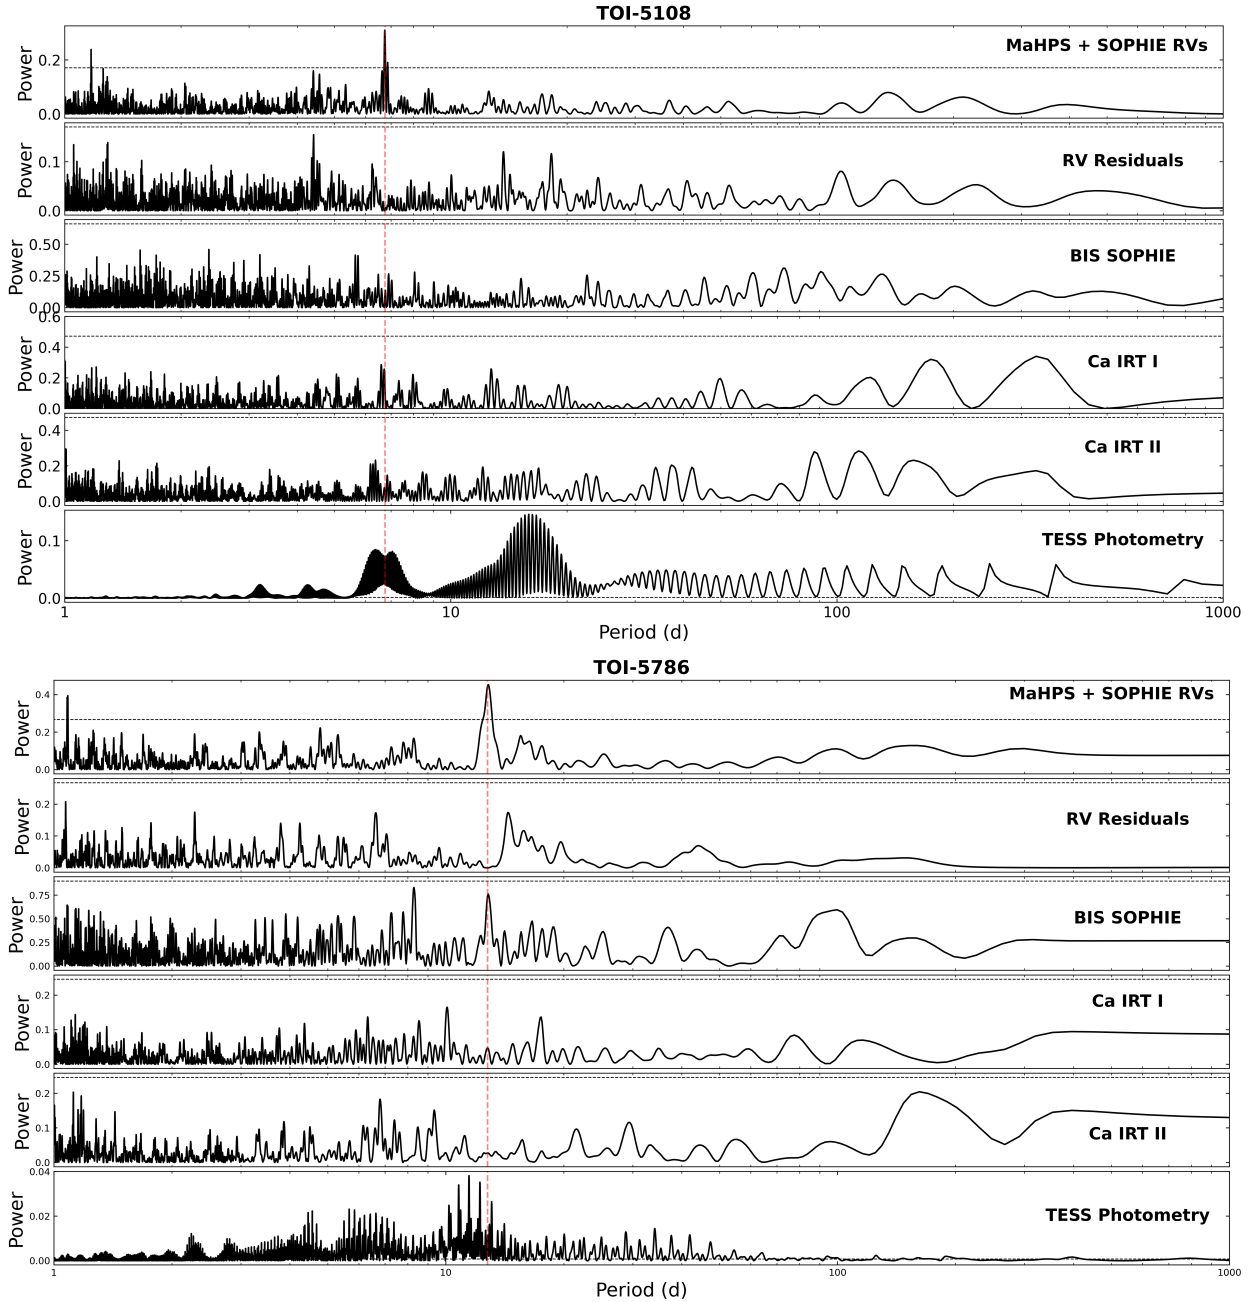 TOI-5108
MaHPS + SOPHIE RVs
Power
0.2
0.0
RV Residuals
Power
0.1
0.0
BIS SOPHIE
Power
0.50
0.25
0.00
Ca IRT I
Power
0.6
0.4
0.2
0.0
Ca IRT II
Power
0.4
0.2
0.0
TESS Photometry
Power
0.1
0.0
1 10 100 1000
Period (d)
TOI-5786
MaHPS + SOPHIE RVs
Power
0.4
0.2
0.0
RV Residuals
Power
0.2
0.1
0.0
BIS SOPHIE
Power
0.75
0.50
0.25
0.00
Ca IRT I
Power
0.2
0.1
0.0
Ca IRT II
Power
0.2
0.1
0.0
TESS Photometry
Power
0.04
0.02
0.00
1 10 100 1000
Period (d)